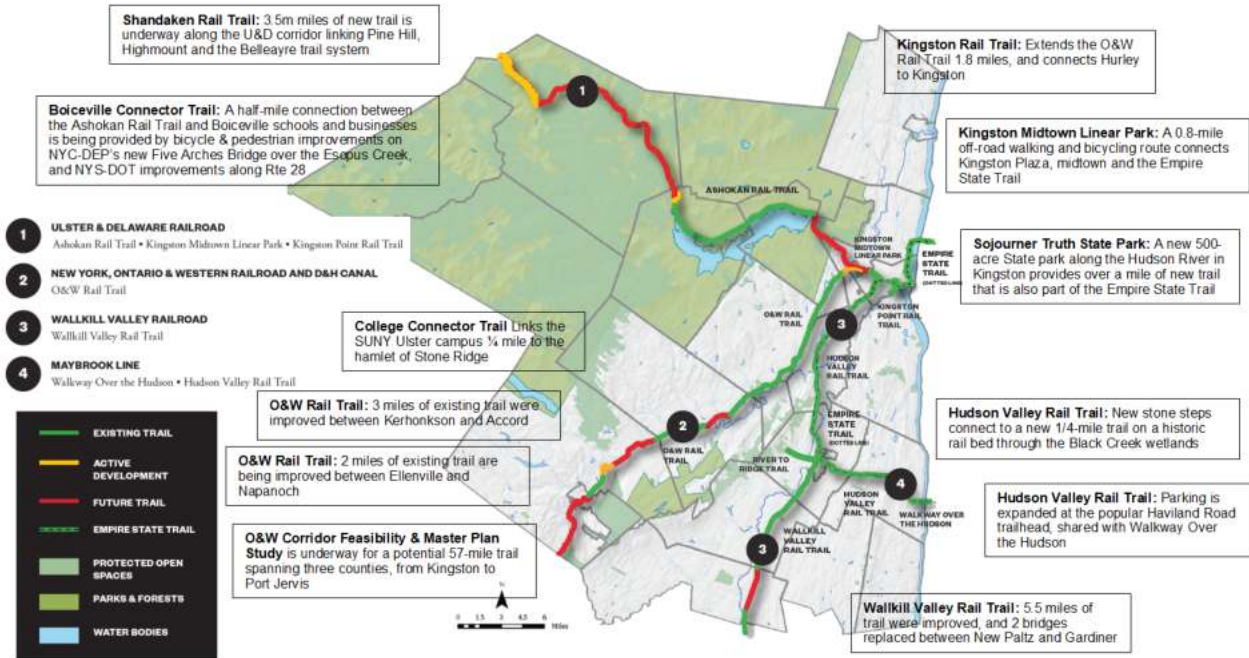 Shandaken Rail Trail: 3.5m miles of new trail is
underway along the U&D corridor linking Pine Hill,
Highmount and the Belleayre trail system
Kingston Rail Trail: Extends the O&W
Rail Trail 1.8 miles, and connects Hurley
to Kingston
Boiceville Connector Trail: A half-mile connection between
the Ashokan Rail Trail and Boiceville schools and businesses
is being provided by bicycle & pedestrian improvements on
NYC-DEP's new Five Arches Bridge over the Esopus Creek,
and NYS-DOT improvements along Rte 28
Kingston Midtown Linear Park: A 0.8-mile
off-road walking and bicycling route connects
Kingston Plaza, midtown and the Empire
State Trail
1
ASHOKAN RAIL TRAIL
1
ULSTER & DELAWARE RAILROAD
Ashokan Rail Trail • Kingston Midtown Linear Park • Kingston Point Rail Trail
2
NEW YORK, ONTARIO & WESTERN RAILROAD AND D&H CANAL
O&W Rail Trail
3
WALLKILL VALLEY RAILROAD
Wallkill Valley Rail Trail
4
MAYBROOK LINE
Walkway Over the Hudson • Hudson Valley Rail Trail
KINGSTON
MIDTOWN
LINEAR PARK
EMPIRE
STATE
TRAIL
(DOTTED LINE)
Sojourner Truth State Park: A new 500-
acre State park along the Hudson River in
Kingston provides over a mile of new trail
that is also part of the Empire State Trail
College Connector Trail Links the
SUNY Ulster campus ¼ mile to the
hamlet of Stone Ridge
O&W RAIL
TRAIL
3
KINGSTON
POINT RAIL
TRAIL
HUDSON
VALLEY
RAIL TRAIL
O&W Rail Trail: 3 miles of existing trail were
improved between Kerhonkson and Accord
2
O&W RAIL
TRAIL
EMPIRE
STATE
TRAIL
(DOTTED LINE)
RIVER TO
RIDGE TRAIL
Hudson Valley Rail Trail: New stone steps
connect to a new 1/4-mile trail on a historic
rail bed through the Black Creek wetlands
O&W Rail Trail: 2 miles of existing trail are
being improved between Ellenville and
Napanoch
4
HUDSON
VALLEY
RAIL TRAIL
WALKWAY OVER
THE HUDSON
Hudson Valley Rail Trail: Parking is
expanded at the popular Haviland Road
trailhead, shared with Walkway Over
the Hudson
O&W Corridor Feasibility & Master Plan
Study is underway for a potential 57-mile trail
spanning three counties, from Kingston to
Port Jervis
3
WALLKILL
VALLEY
RAIL TRAIL
Wallkill Valley Rail Trail: 5.5 miles of
trail were improved, and 2 bridges
replaced between New Paltz and Gardiner
EXISTING TRAIL
ACTIVE
DEVELOPMENT
FUTURE TRAIL
EMPIRE STATE TRAIL
PROTECTED OPEN
SPACES
PARKS & FORESTS
WATER BODIES
N
0 1.5 3 4.5 6
Miles